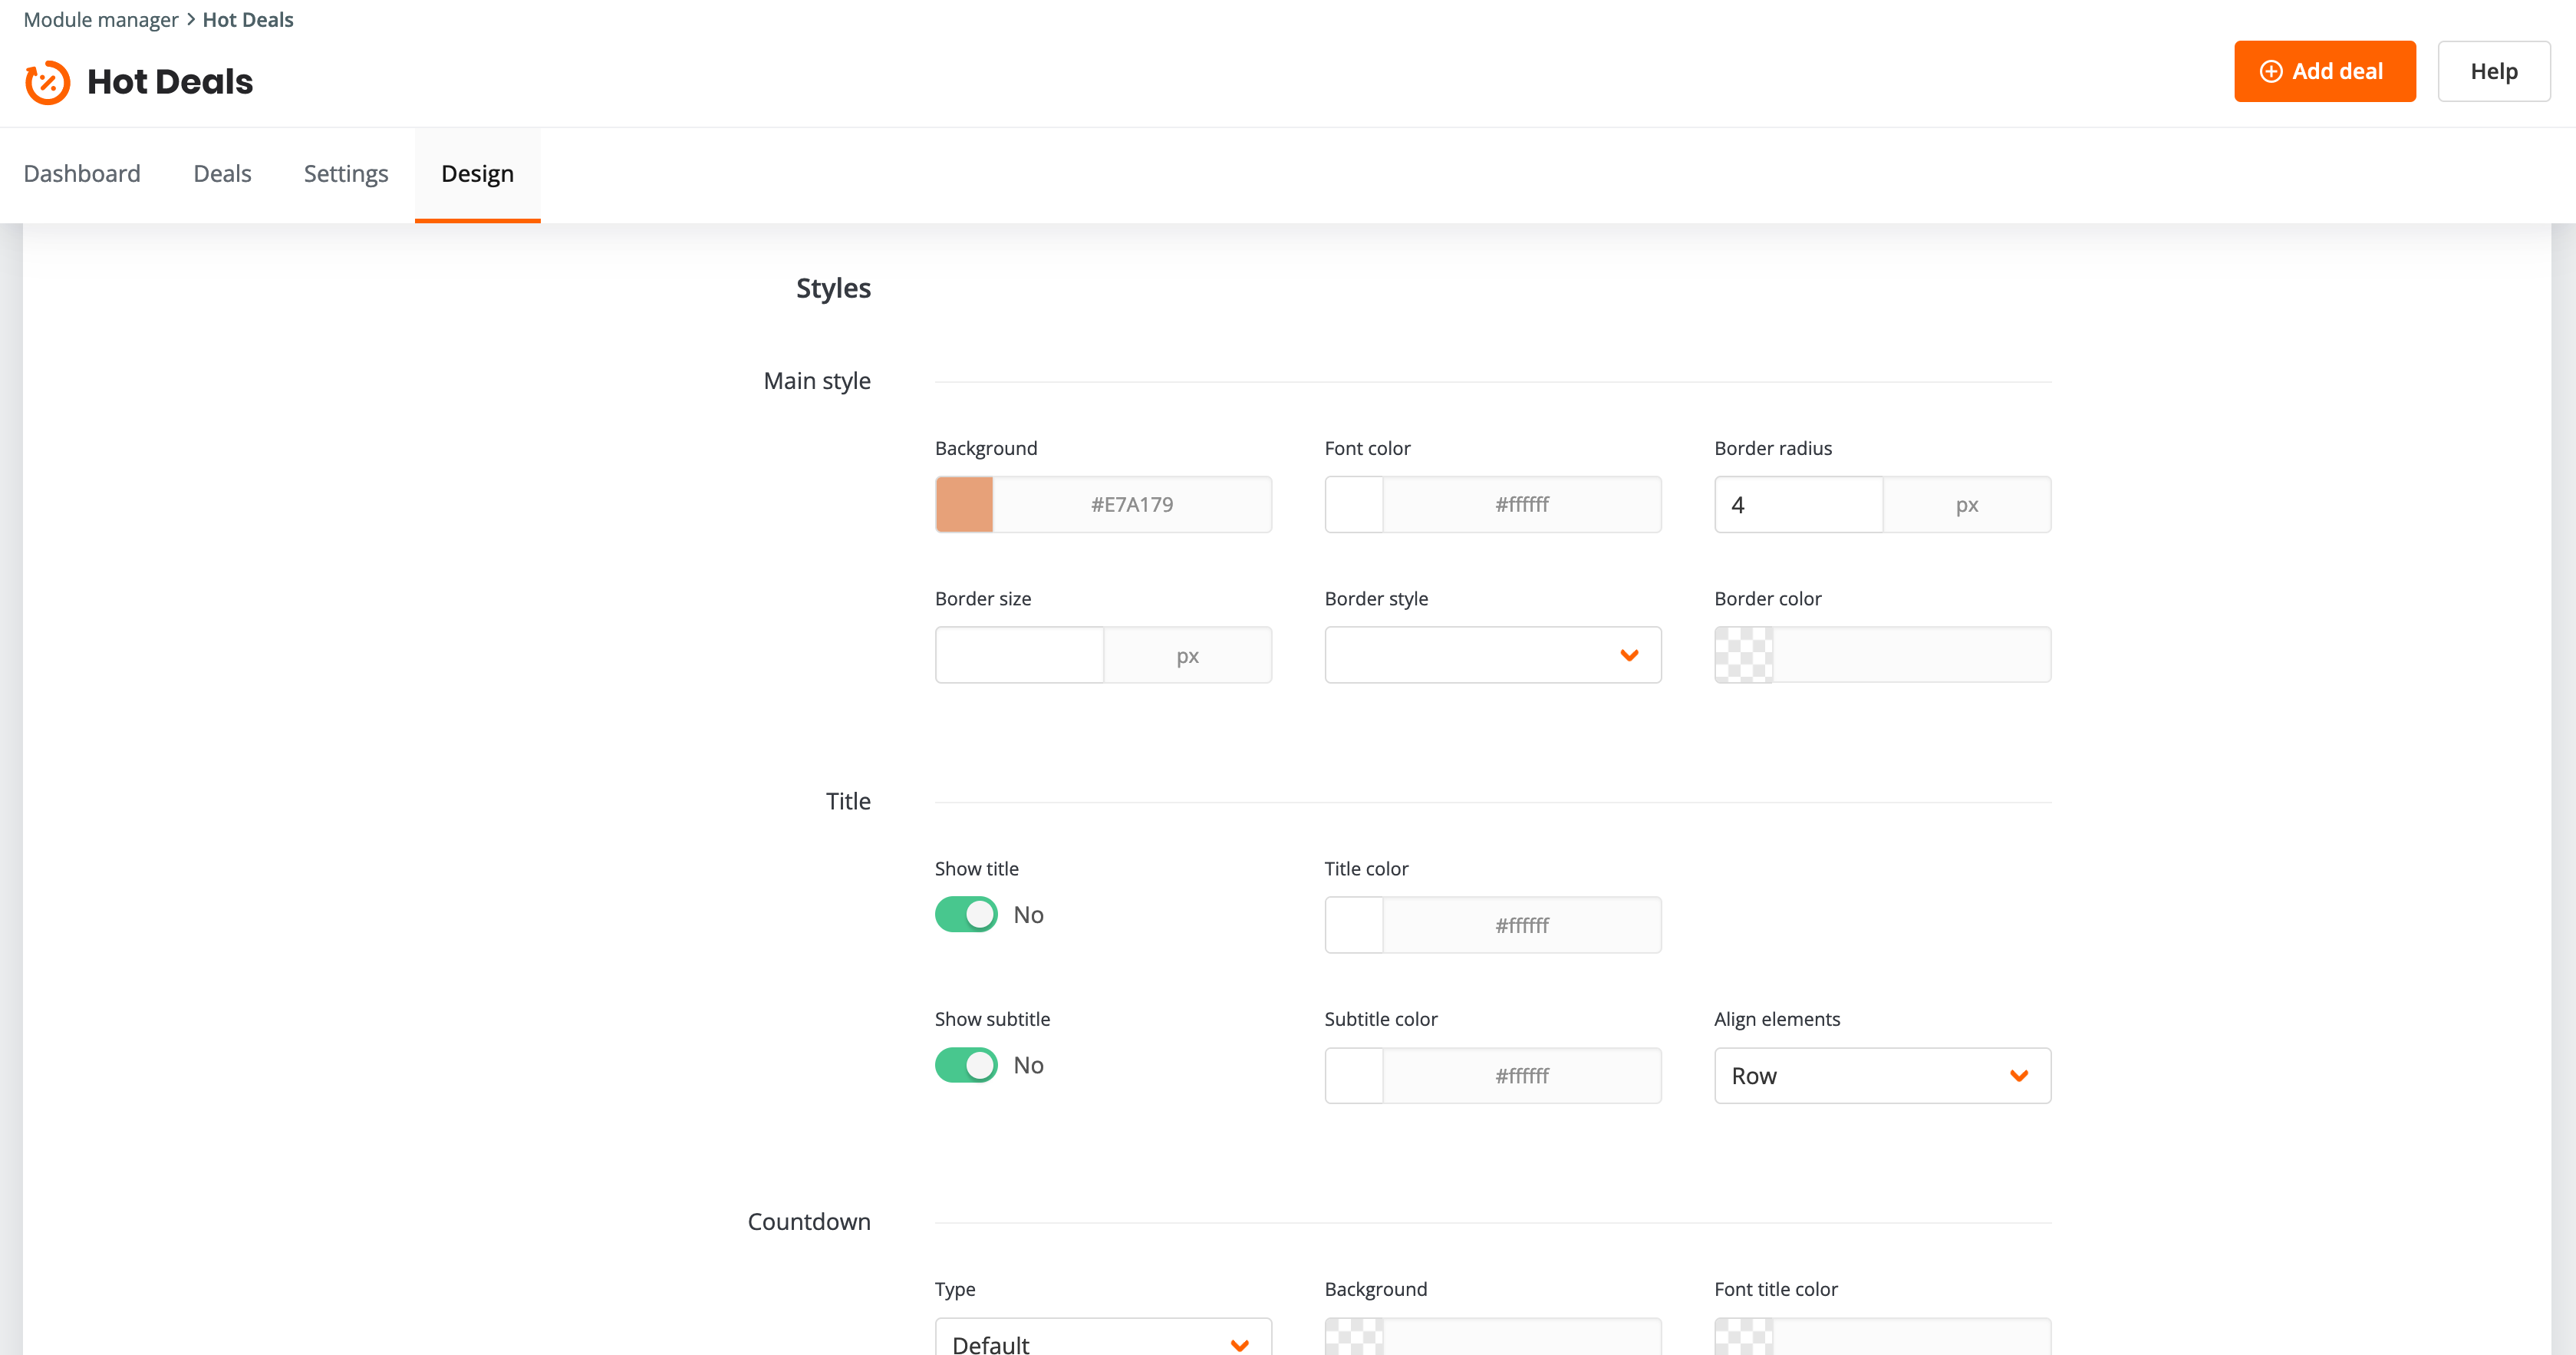 Module manager > Hot Deals
Hot Deals
Add deal
Help
Dashboard
Deals
Settings
Design
Styles
Main style
Background
Font color
Border radius
#E7A179
#ffffff
4
px
Border size
Border style
Border color
px
Title
Show title
Title color
No
#ffffff
Show subtitle
Subtitle color
Align elements
No
#ffffff
Row
Countdown
Type
Background
Font title color
Default